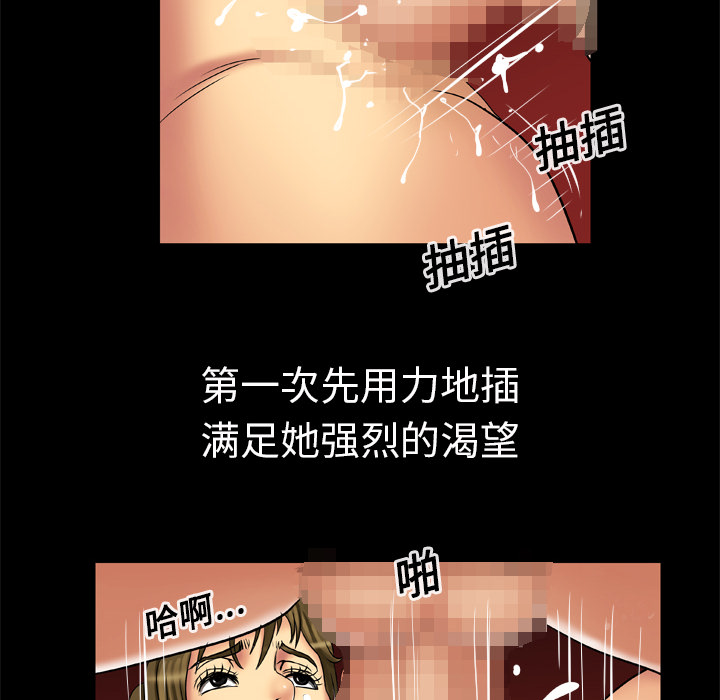 抽插
抽插
第一次先用力地插
满足她强烈的渴望
啪
哈啊...